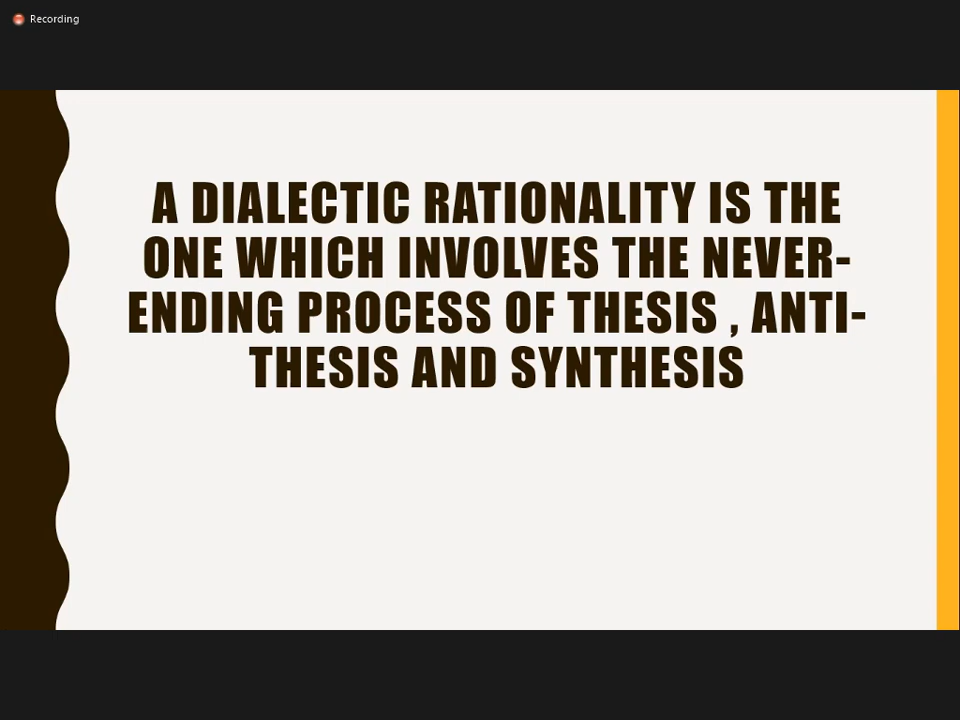 Recording
A DIALECTIC RATIONALITY IS THE
ONE WHICH INVOLVES THE NEVER-
ENDING PROCESS OF THESIS , ANTI-
THESIS AND SYNTHESIS